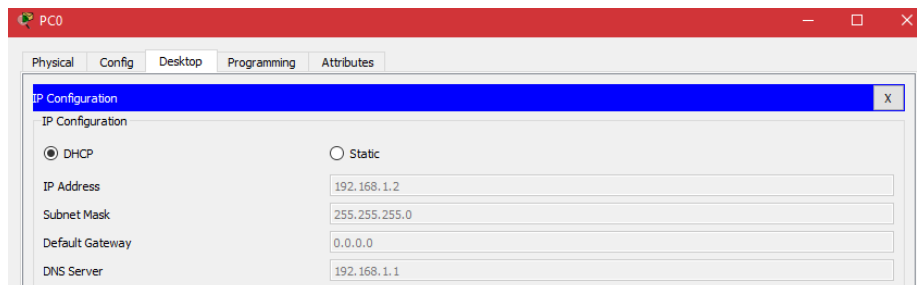 PC0
Physical Config Desktop Programming Attributes
IP Configuration X
IP Configuration
DHCP Static
IP Address 192.168.1.2
Subnet Mask 255.255.255.0
Default Gateway 0.0.0.0
DNS Server 192.168.1.1